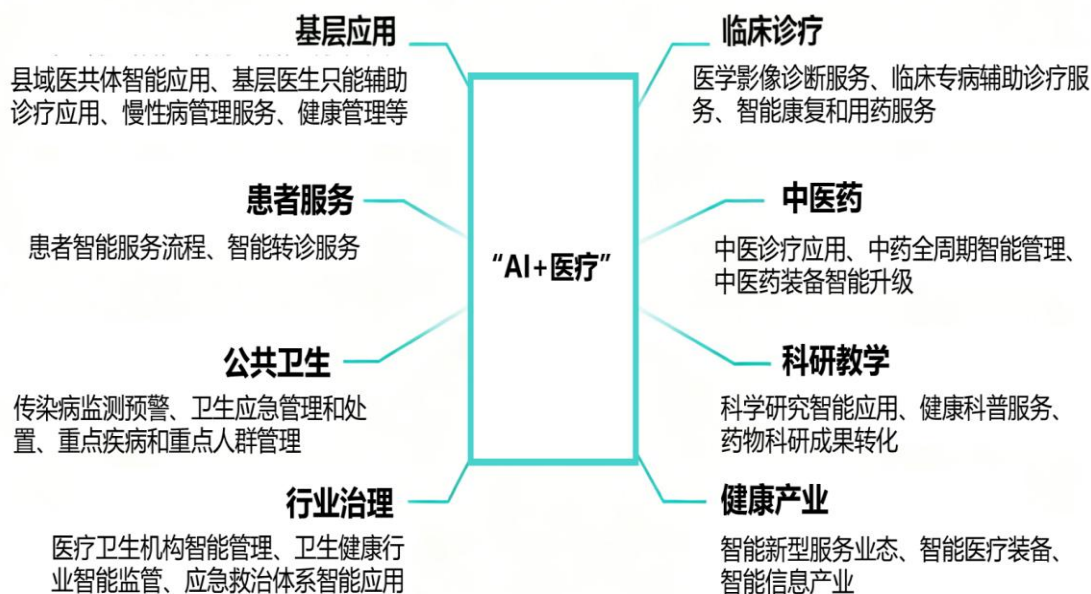 基层应用
县域医共体智能应用、基层医生只能辅助
诊疗应用、慢性病管理服务、健康管理等
患者服务
患者智能服务流程、智能转诊服务
公共卫生
传染病监测预警、卫生应急管理和处
置、重点疾病和重点人群管理
行业治理
医疗卫生机构智能管理、卫生健康行
业智能监管、应急救治体系智能应用
“AI+医疗”
临床诊疗
医学影像诊断服务、临床专病辅助诊疗服
务、智能康复和用药服务
中医药
中医诊疗应用、中药全周期智能管理、
中医药装备智能升级
科研教学
科学研究智能应用、健康科普服务、
药物科研成果转化
健康产业
智能新型服务业态、智能医疗装备、
智能信息产业